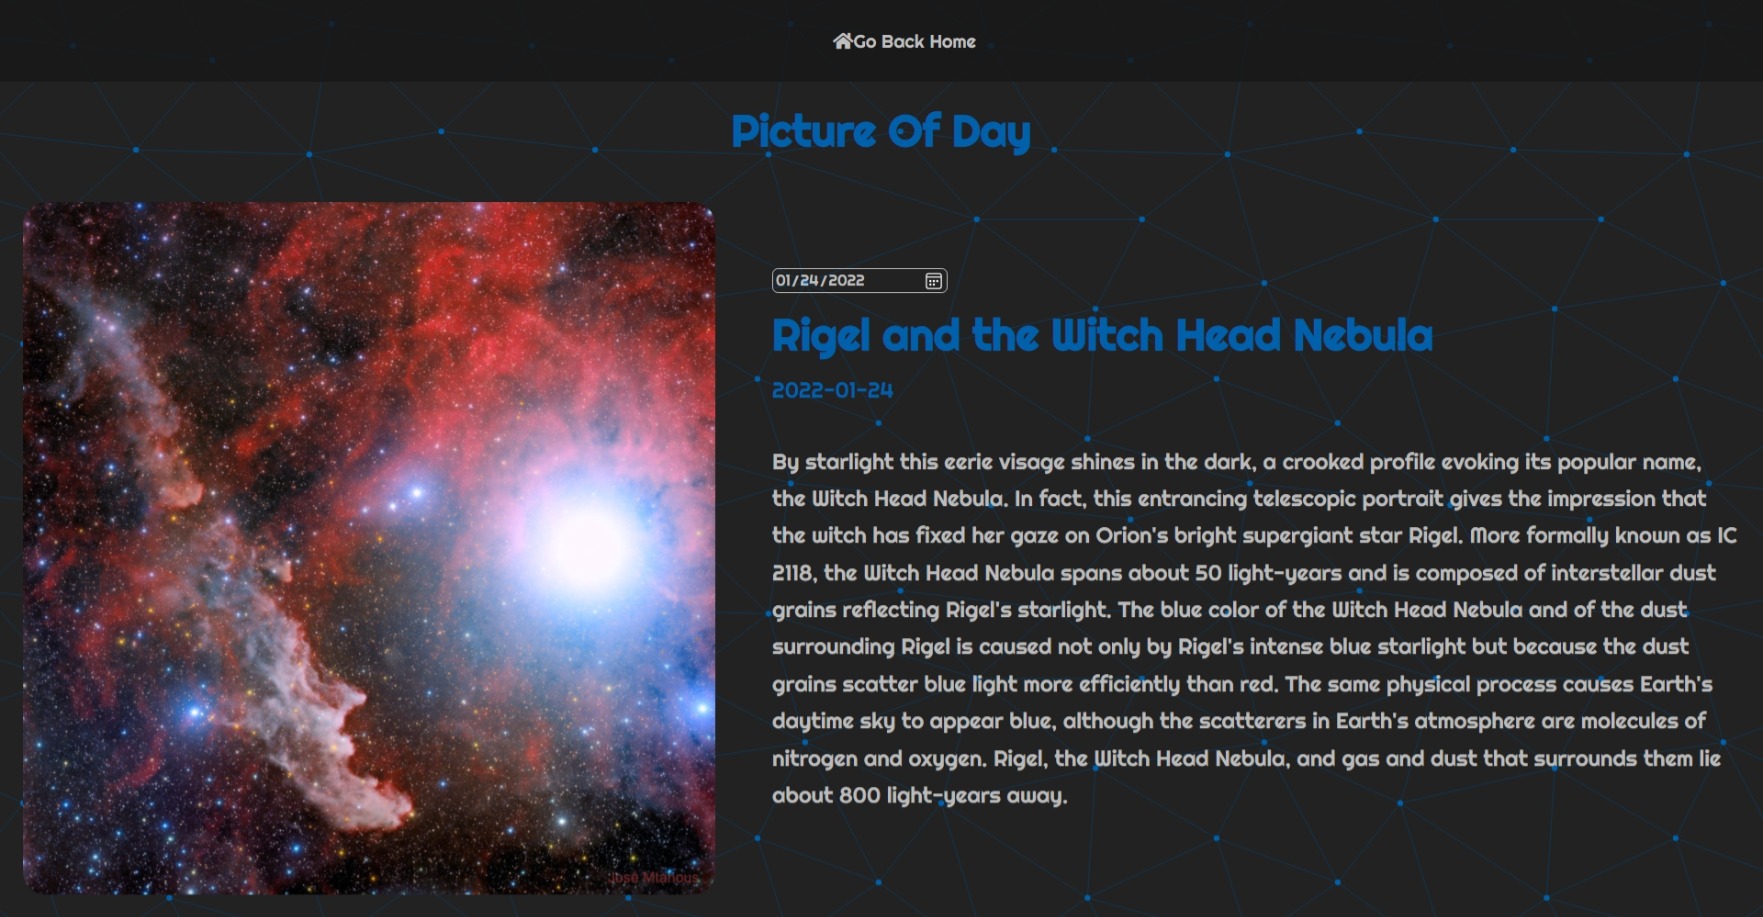 Go Back Home
Picture Of Day
01/24/2022
Rigel and the Witch Head Nebula
2022-01-24
By starlight this eerie visage shines in the dark, a crooked profile evoking its popular name,
the Witch Head Nebula. In fact, this entrancing telescopic portrait gives the impression that
the witch has fixed her gaze on Orion's bright supergiant star Rigel. More formally known as IC
2118, the Witch Head Nebula spans about 50 light-years and is composed of interstellar dust
grains reflecting Rigel's starlight. The blue color of the Witch Head Nebula and of the dust
surrounding Rigel is caused not only by Rigel's intense blue starlight but because the dust
grains scatter blue light more efficiently than red. The same physical process causes Earth's
daytime sky to appear blue, although the scatterers in Earth's atmosphere are molecules of
nitrogen and oxygen. Rigel, the Witch Head Nebula, and gas and dust that surrounds them lie
about 800 light-years away.
José